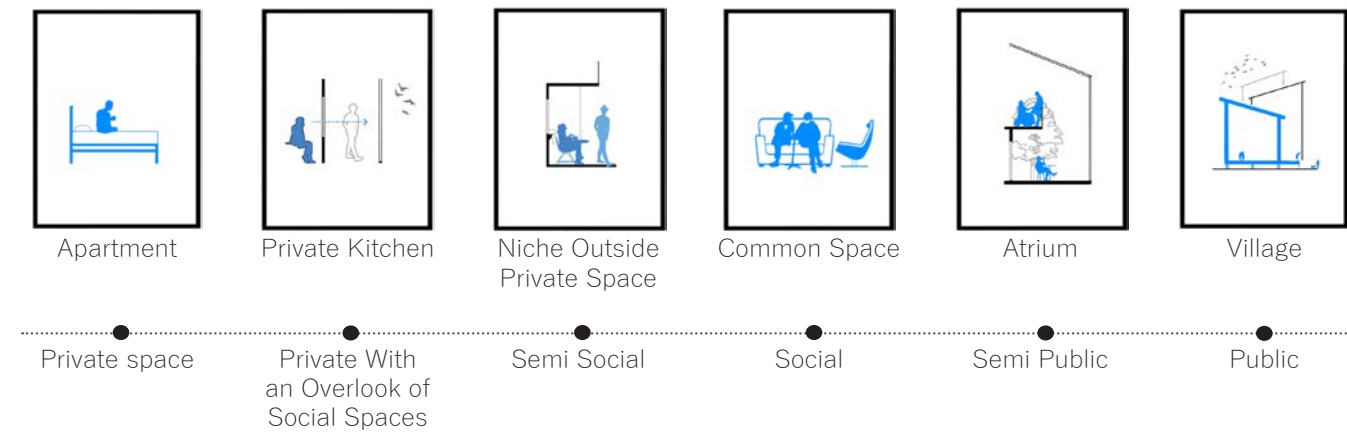 Apartment
Private Kitchen
Niche Outside
Private Space
Common Space
Atrium
Village
Private space
Private With
an Overlook of
Social Spaces
Semi Social
Social
Semi Public
Public